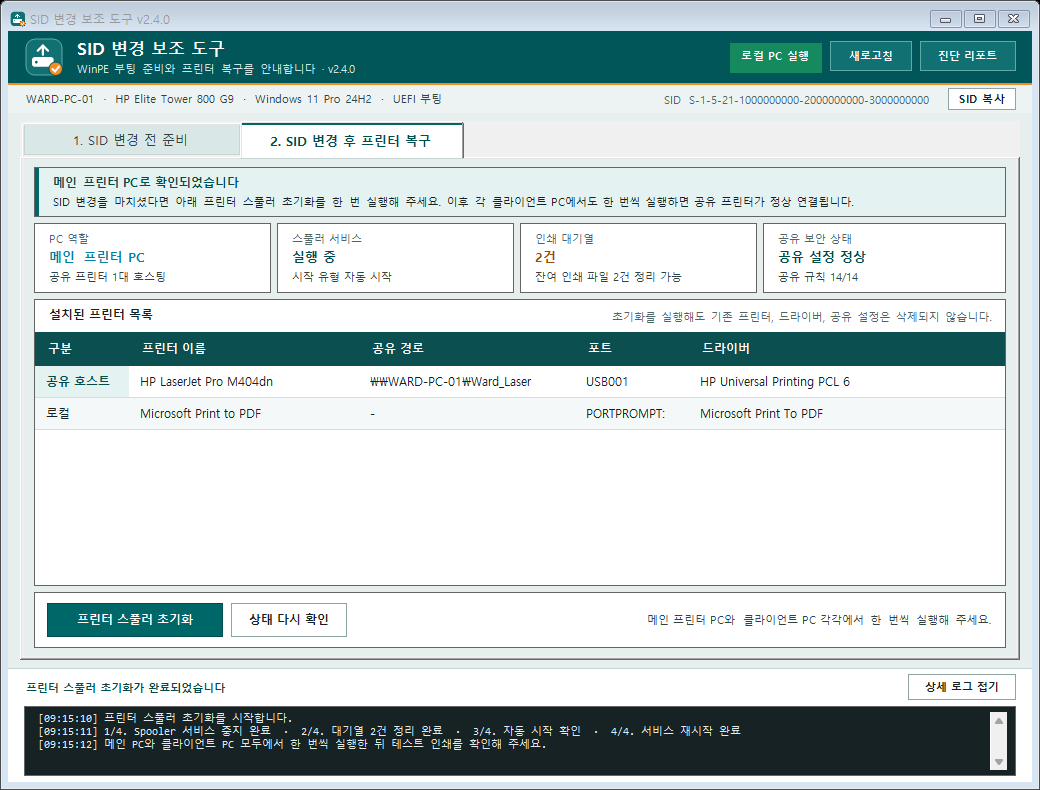 SID 변경 보조 도구 v2.4.0
SID 변경 보조 도구
WinPE 부팅 준비와 프린터 복구를 안내합니다 · v2.4.0
로컬 PC 실행
새로고침
진단 리포트
WARD-PC-01 · HP Elite Tower 800 G9 · Windows 11 Pro 24H2 · UEFI 부팅
SID S-1-5-21-1000000000-2000000000-3000000000
SID 복사
1. SID 변경 전 준비
2. SID 변경 후 프린터 복구
메인 프린터 PC로 확인되었습니다
SID 변경을 마치셨다면 아래 프린터 스풀러 초기화를 한 번 실행해 주세요. 이후 각 클라이언트 PC에서도 한 번씩 실행하면 공유 프린터가 정상 연결됩니다.
PC 역할
메인 프린터 PC
공유 프린터 1대 호스팅
스풀러 서비스
실행 중
시작 유형 자동 시작
인쇄 대기열
2건
잔여 인쇄 파일 2건 정리 가능
공유 보안 상태
공유 설정 정상
공유 규칙 14/14
설치된 프린터 목록
초기화를 실행해도 기존 프린터, 드라이버, 공유 설정은 삭제되지 않습니다.
구분 프린터 이름 공유 경로 포트 드라이버
공유 호스트 HP LaserJet Pro M404dn ₩₩WARD-PC-01₩Ward_Laser USB001 HP Universal Printing PCL 6
로컬 Microsoft Print to PDF - PORTPROMPT: Microsoft Print To PDF
프린터 스풀러 초기화
상태 다시 확인
메인 프린터 PC와 클라이언트 PC 각각에서 한 번씩 실행해 주세요.
프린터 스풀러 초기화가 완료되었습니다
상세 로그 접기
[09:15:10] 프린터 스풀러 초기화를 시작합니다.
[09:15:11] 1/4. Spooler 서비스 중지 완료 · 2/4. 대기열 2건 정리 완료 · 3/4. 자동 시작 확인 · 4/4. 서비스 재시작 완료
[09:15:12] 메인 PC와 클라이언트 PC 모두에서 한 번씩 실행한 뒤 테스트 인쇄를 확인해 주세요.